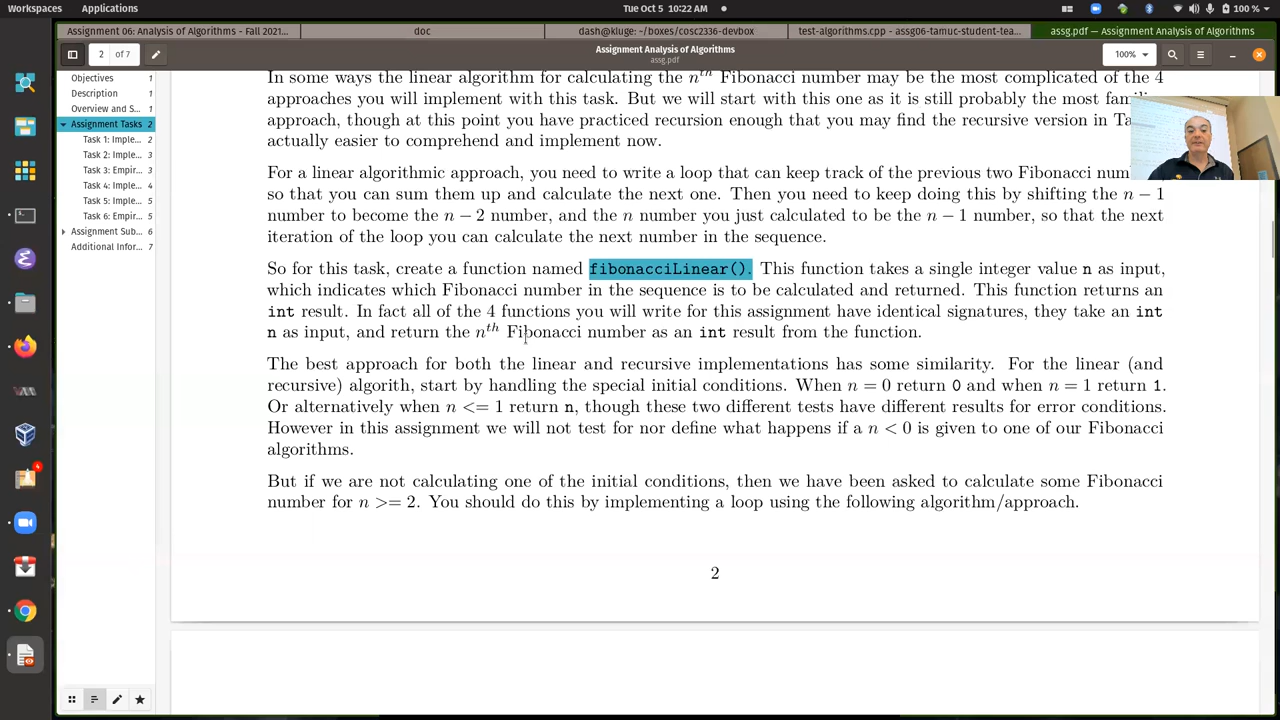 Workspaces Applications Tue Oct 5 10:22 AM 100 %
Assignment 06: Analysis of Algorithms - Fall 2021... doc dash@kluge: ~/boxes/cosc2336-devbox test-algorithms.cpp - assg06-tamuc-student-tea... assg.pdf — Assignment Analysis of Algorithms
2 of 7 Assignment Analysis of Algorithms 100%
assg.pdf
Objectives 1
Description 1
Overview and S... 1
Assignment Tasks 2
Task 1: Imple... 2
Task 2: Imple... 3
Task 3: Empir... 4
Task 4: Imple... 4
Task 5: Imple... 5
Task 6: Empir... 5
Assignment Sub... 6
Additional Infor... 7
In some ways the linear algorithm for calculating the nth Fibonacci number may be the most complicated of the 4
approaches you will implement with this task. But we will start with this one as it is still probably the most
approach, though at this point you have practiced recursion enough that you may find the recursive version in
actually easier to comprehend and implement now.
For a linear algorithmic approach, you need to write a loop that can keep track of the previous two Fibonacci
so that you can sum them up and calculate the next one. Then you need to keep doing this by shifting the n − 1
number to become the n − 2 number, and the n number you just calculated to be the n − 1 number, so that the next
iteration of the loop you can calculate the next number in the sequence.
So for this task, create a function named fibonacciLinear(). This function takes a single integer value n as input,
which indicates which Fibonacci number in the sequence is to be calculated and returned. This function returns an
int result. In fact all of the 4 functions you will write for this assignment have identical signatures, they take an int
n as input, and return the nth Fibonacci number as an int result from the function.
The best approach for both the linear and recursive implementations has some similarity. For the linear (and
recursive) algorith, start by handling the special initial conditions. When n = 0 return 0 and when n = 1 return 1.
Or alternatively when n <= 1 return n, though these two different tests have different results for error conditions.
However in this assignment we will not test for nor define what happens if a n < 0 is given to one of our Fibonacci
algorithms.
But if we are not calculating one of the initial conditions, then we have been asked to calculate some Fibonacci
number for n >= 2. You should do this by implementing a loop using the following algorithm/approach.
2